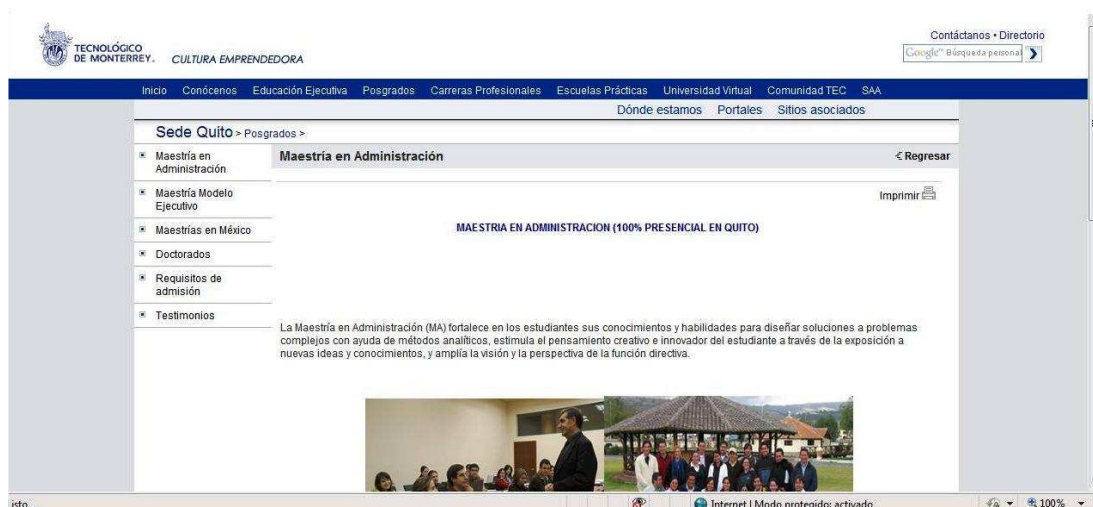 Contáctanos • Directorio
TECNOLÓGICO
DE MONTERREY.
CULTURA EMPRENDEDORA
Google™ Búsqueda personal
Inicio Conócenos Educación Ejecutiva Posgrados Carreras Profesionales Escuelas Prácticas Universidad Virtual Comunidad TEC SAA
Dónde estamos Portales Sitios asociados
Sede Quito > Posgrados >
Maestría en
Administración
Maestría Modelo
Ejecutivo
Maestrías en México
Doctorados
Requisitos de
admisión
Testimonios
Maestría en Administración
Regresar
Imprimir
MAESTRIA EN ADMINISTRACION (100% PRESENCIAL EN QUITO)
La Maestría en Administración (MA) fortalece en los estudiantes sus conocimientos y habilidades para diseñar soluciones a problemas
complejos con ayuda de métodos analíticos, estimula el pensamiento creativo e innovador del estudiante a través de la exposición a
nuevas ideas y conocimientos, y amplía la visión y la perspectiva de la función directiva.
isto
Internet | Modo protegido: activado
100%